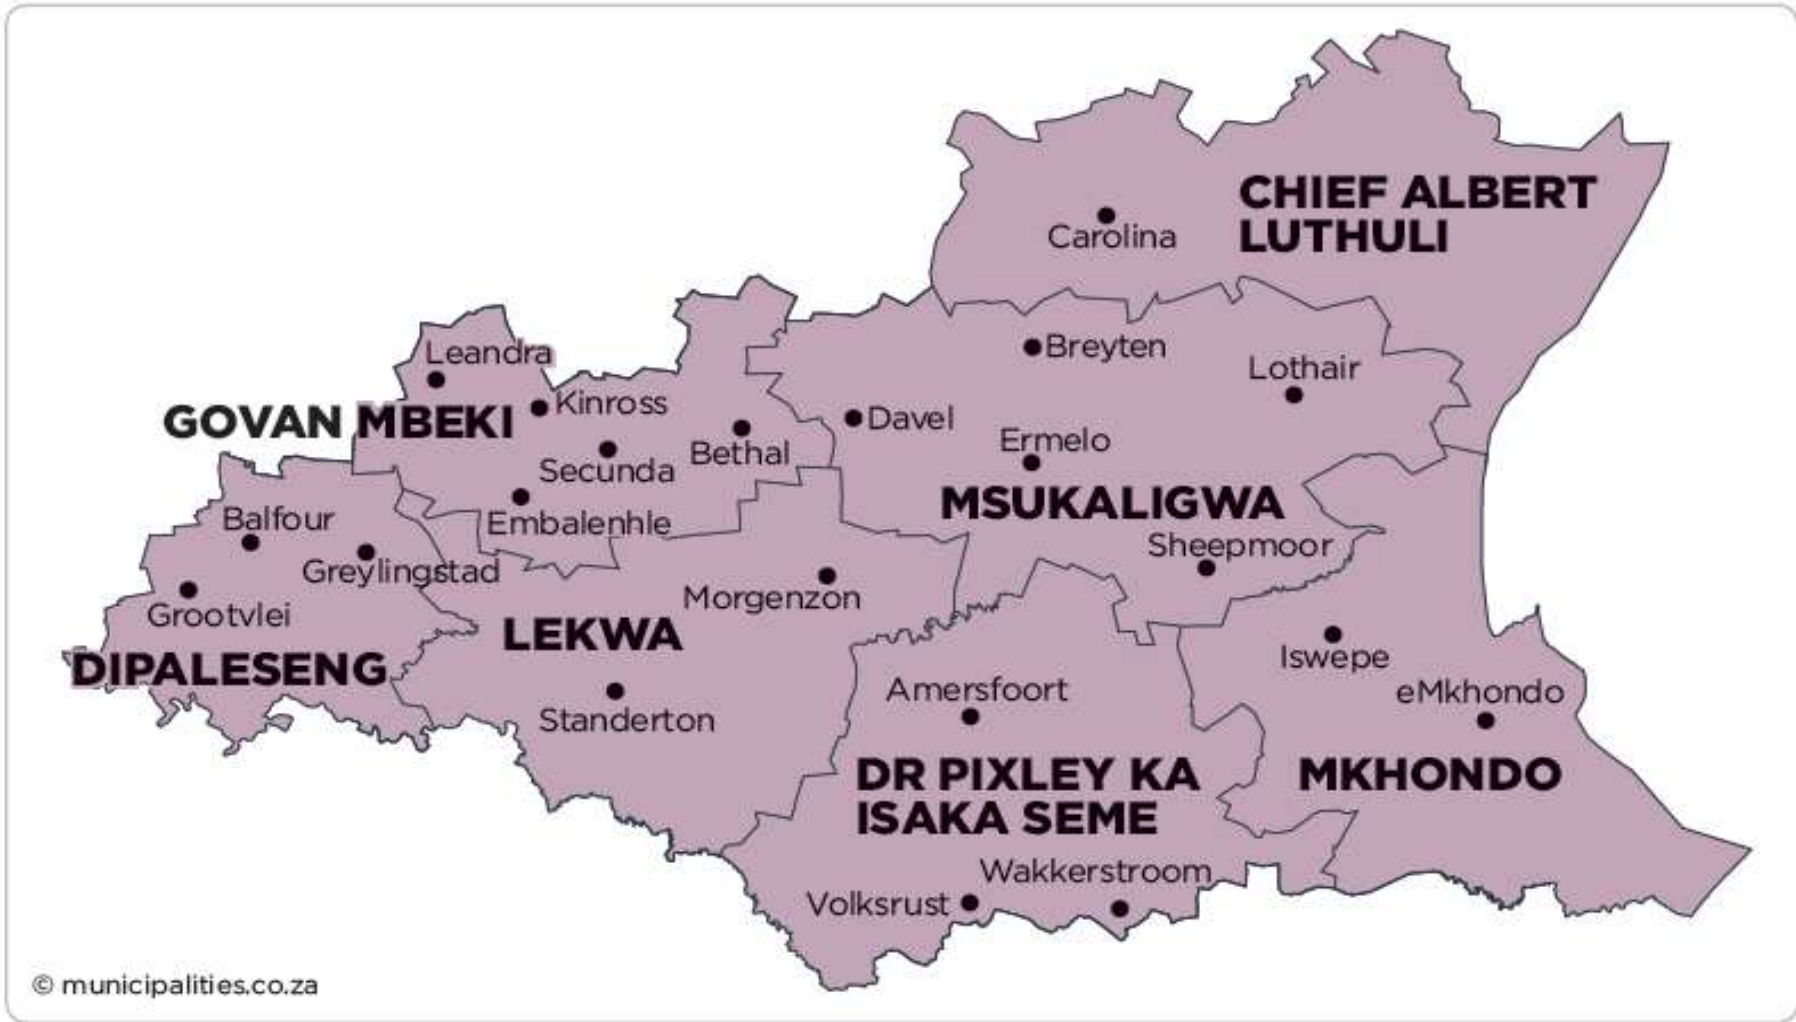 CHIEF ALBERT
LUTHULI
Carolina
Breyten
Lothair
Leandra
Kinross
GOVAN MBEKI
Davel
Bethal
Ermelo
Secunda
MSUKALIGWA
Embalenhle
Balfour
Sheepmoor
Greylingstad
Morgenzon
Grootvlei
LEKWA
DIPALESENG
Iswepe
Amersfoort
eMkhondo
Standerton
DR PIXLEY KA
ISAKA SEME
MKHONDO
Wakkerstroom
Volksrust
© municipalities.co.za